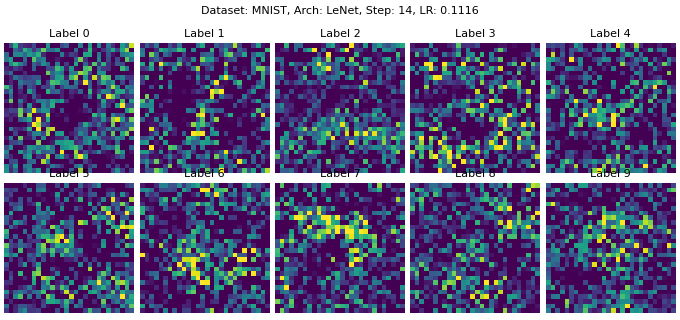 Dataset: MNIST, Arch: LeNet, Step: 14, LR: 0.1116
Label 0
Label 1
Label 2
Label 3
Label 4
Label 5
Label 6
Label 7
Label 8
Label 9